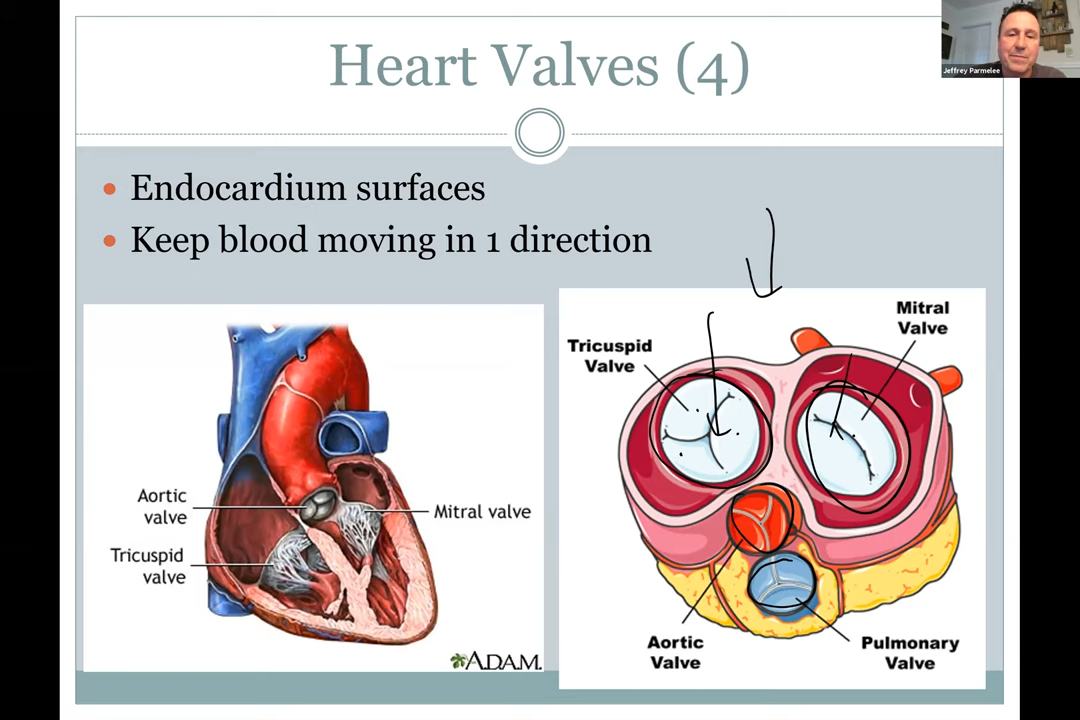 Heart Valves (4)
Jeffrey Parmelee
• Endocardium surfaces
• Keep blood moving in 1 direction
Aortic
valve
Tricuspid
valve
Mitral valve
A.D.A.M.
Tricuspid
Valve
Mitral
Valve
Aortic
Valve
Pulmonary
Valve